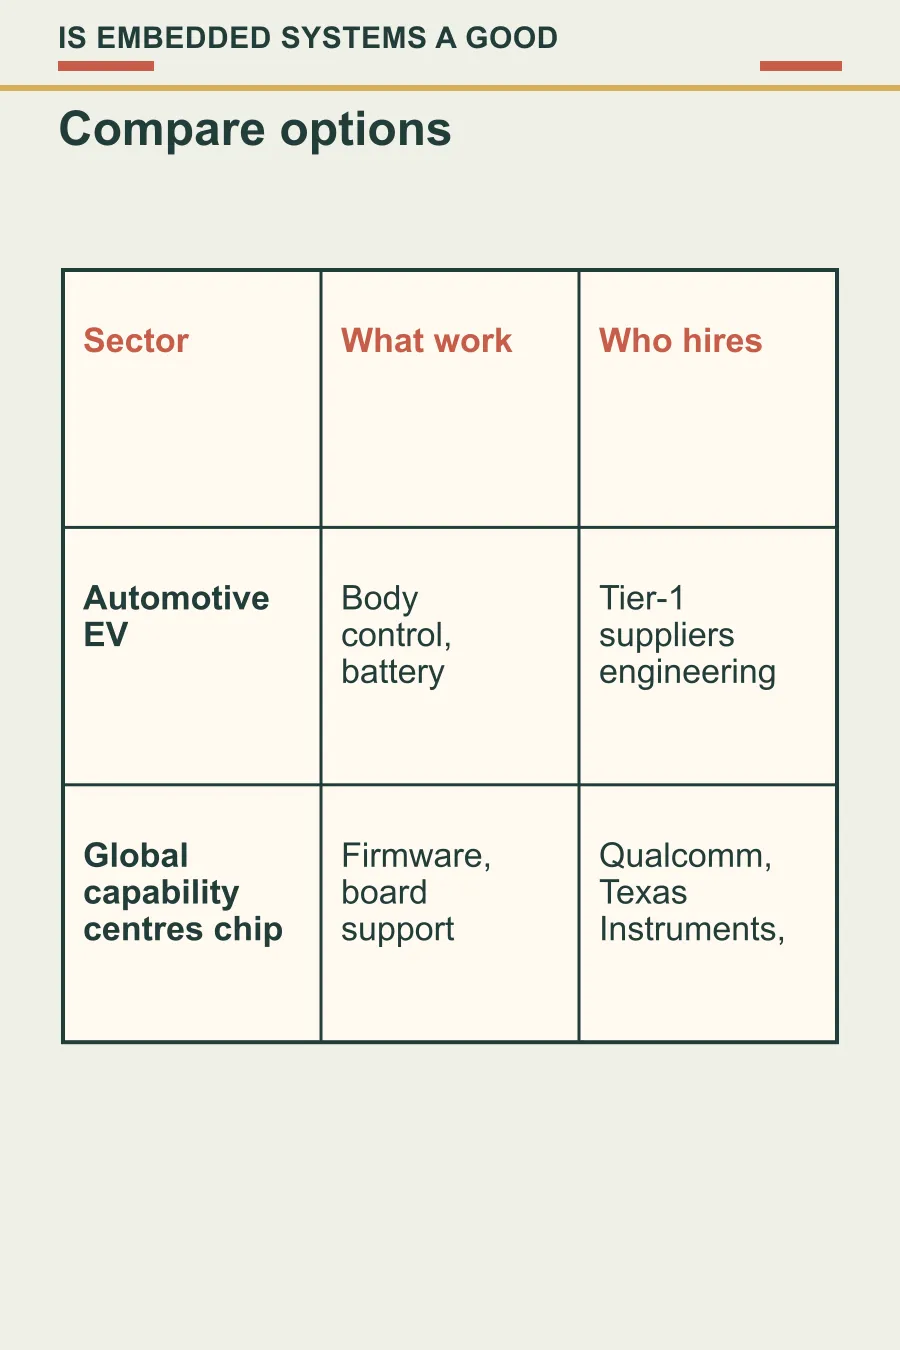 IS EMBEDDED SYSTEMS A GOOD
Compare options
Sector
What work
Who hires
Automotive
EV
Body
control,
battery
Tier-1
suppliers
engineering
Global
capability
centres chip
Firmware,
board
support
Qualcomm,
Texas
Instruments,